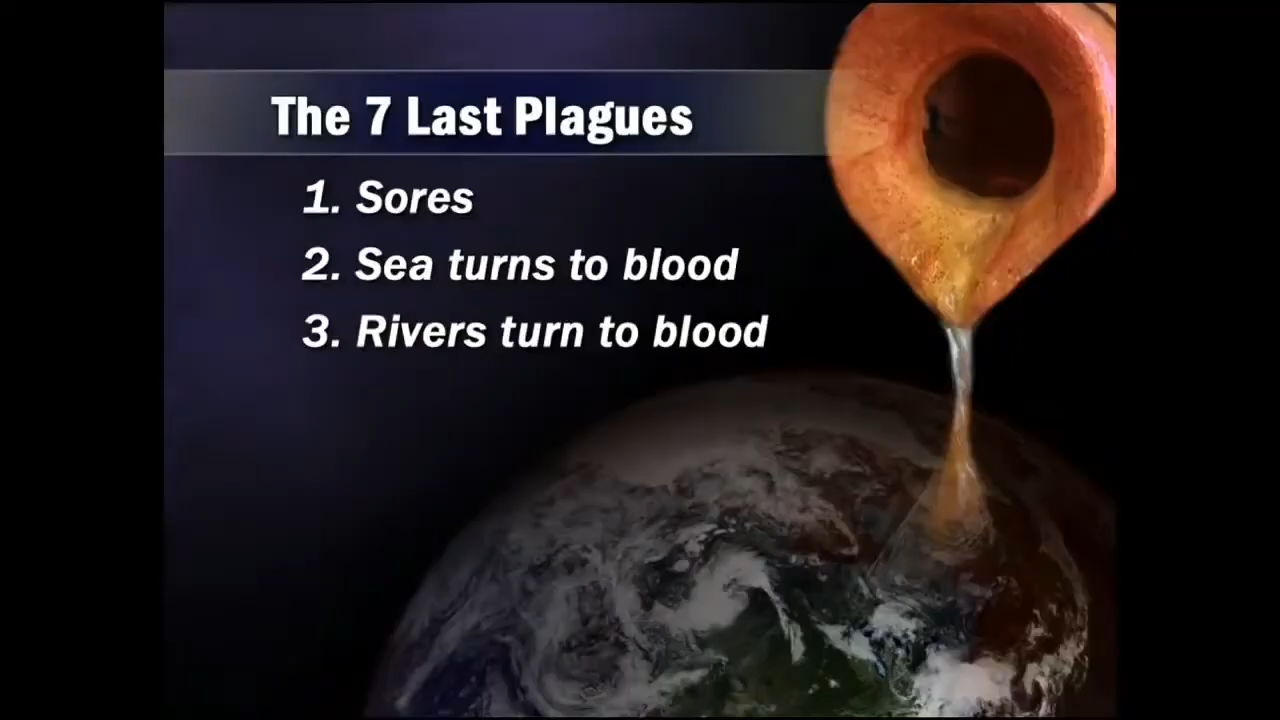 The 7 Last Plagues
1. Sores
2. Sea turns to blood
3. Rivers turn to blood